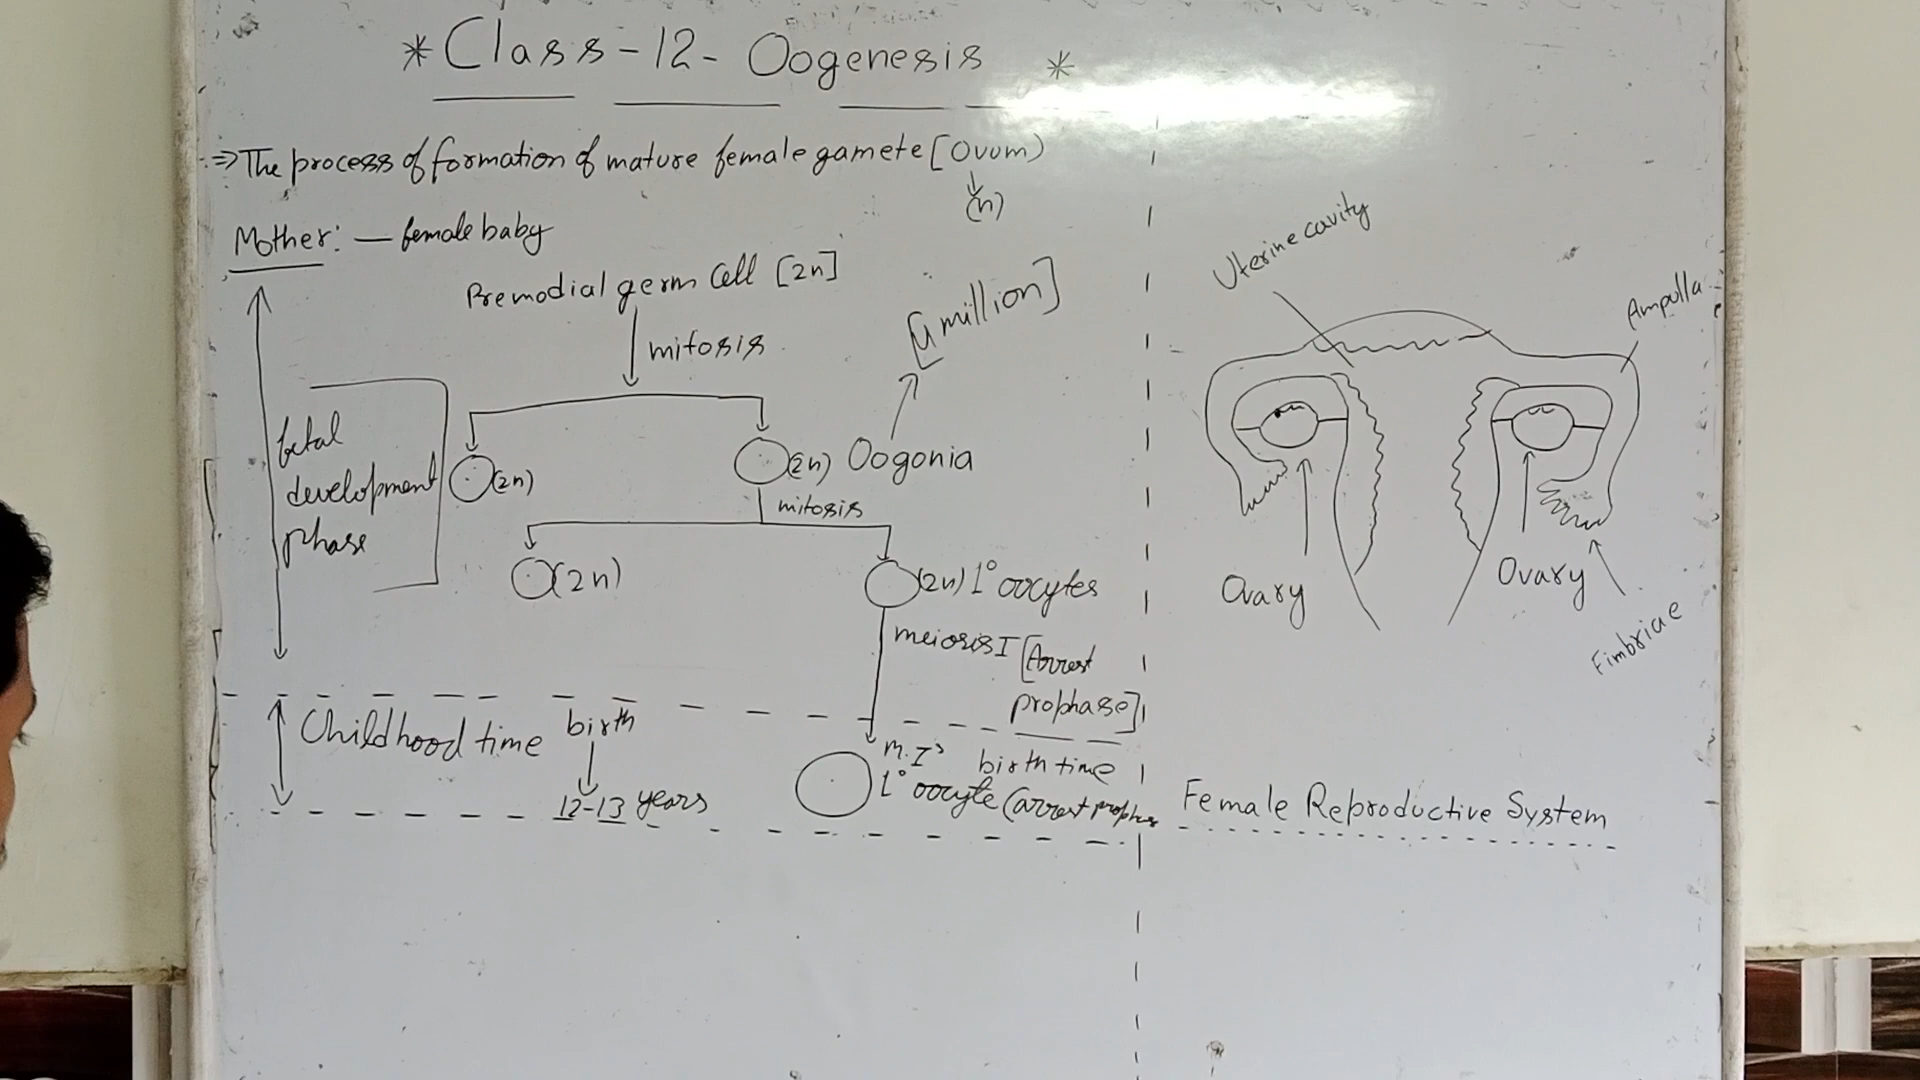 * Class-12- Oogenesis *
⇒ The process of formation of mature female gamete [Ovum)
(n)
Mother: — female baby
Premodial germ Cell [2n]
mitosis
[4 million]
(2n)
(2n) Oogonia
mitosis
fetal
development
phase
(2n)
(2n) 1° oocytes
meiosis I [Arrest
prophase]
Childhood time
birth
12-13 years
M.I
birth time
1° oocyte (arrest
Uterine cavity
Ampulla
Ovary
Ovary
Fimbriae
Female Reproductive System